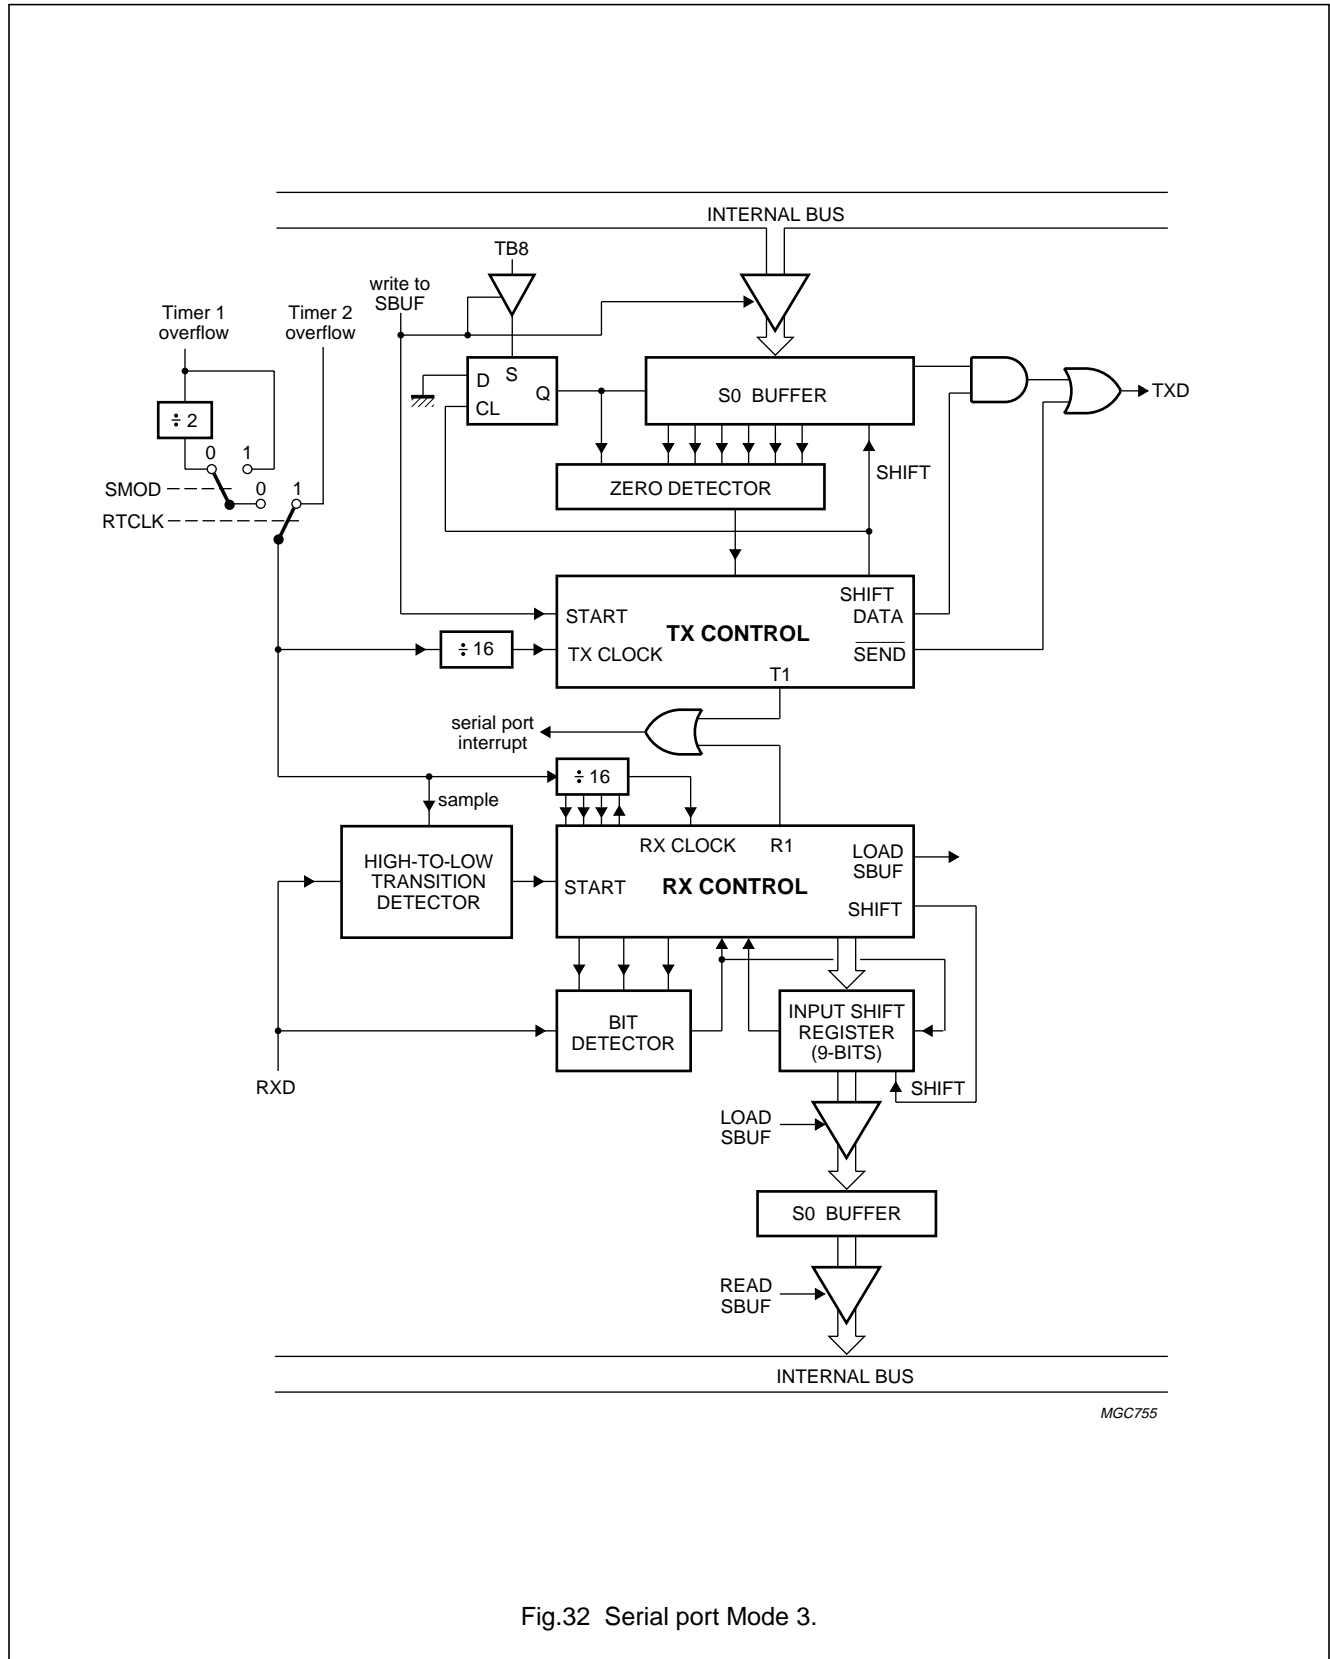 INTERNAL BUS
TB8
write to
SBUF
Timer 1
overflow
Timer 2
overflow
÷ 2
0 1
SMOD
0 1
RTCLK
D
S
Q
CL
S0 BUFFER
TXD
SHIFT
ZERO DETECTOR
SHIFT
START
DATA
TX CONTROL
TX CLOCK
SEND
T1
÷ 16
serial port
interrupt
÷ 16
sample
HIGH-TO-LOW
TRANSITION
DETECTOR
RX CLOCK
R1
LOAD
SBUF
START
RX CONTROL
SHIFT
BIT
DETECTOR
INPUT SHIFT
REGISTER
(9-BITS)
RXD
SHIFT
LOAD
SBUF
S0 BUFFER
READ
SBUF
INTERNAL BUS
MGC755
Fig.32 Serial port Mode 3.